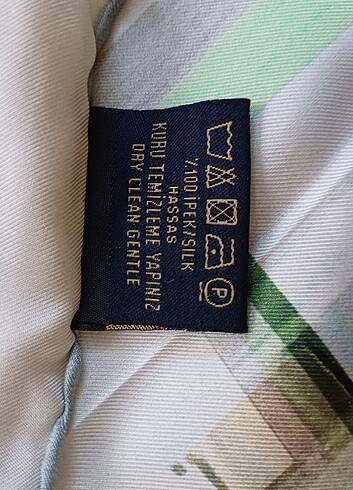 %100 İPEK/SILK
HASSAS
KURU TEMİZLEME YAPINIZ
DRY CLEAN GENTLE